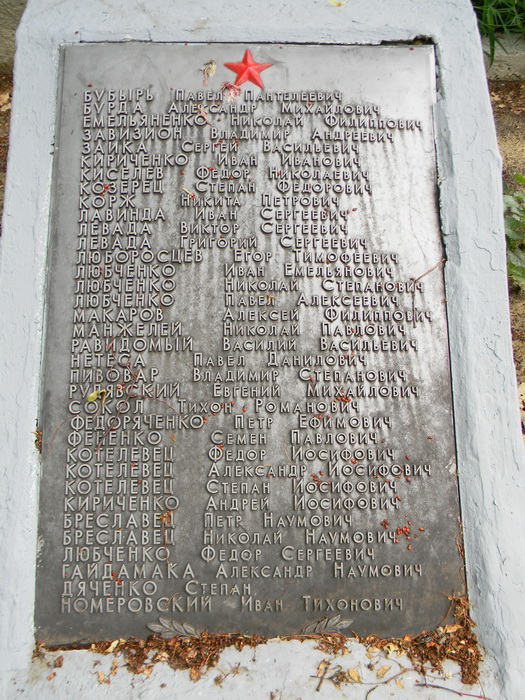 БУБЫРЬ ПАВЕЛ ПАНТЕЛЕЕВИЧ
БУРДА АЛЕКСАНДР МИХАЙЛОВИЧ
ЕМЕЛЬЯНЕНКО НИКОЛАЙ ФИЛИППОВИЧ
ЗАВИЗИОН ВЛАДИМИР АНДРЕЕВИЧ
ЗАЙКА СЕРГЕЙ ВАСИЛЬЕВИЧ
КИРИЧЕНКО ИВАН ИВАНОВИЧ
КИСЕЛЕВ ФЕДОР НИКОЛАЕВИЧ
КОЗЕРЕЦ СТЕПАН ФЕДОРОВИЧ
КОРЖ НИКИТА ПЕТРОВИЧ
ЛАВИНДА ИВАН СЕРГЕЕВИЧ
ЛЕВАДА ВИКТОР СЕРГЕЕВИЧ
ЛЕВАДА ГРИГОРИЙ СЕРГЕЕВИЧ
ЛЮБОРОСЦЕВ ЕГОР ТИМОФЕЕВИЧ
ЛЮБЧЕНКО ИВАН ЕМЕЛЬЯНОВИЧ
ЛЮБЧЕНКО НИКОЛАЙ СТЕПАНОВИЧ
ЛЮБЧЕНКО ПАВЕЛ АЛЕКСЕЕВИЧ
МАКАРОВ АЛЕКСЕЙ ФИЛИППОВИЧ
МАНЖЕЛЕЙ НИКОЛАЙ ПАВЛОВИЧ
РАВИДОМЫЙ ВАСИЛИЙ ВАСИЛЬЕВИЧ
НЕТЕСА ПАВЕЛ ДАНИЛОВИЧ
ПИВОВАР ВЛАДИМИР СТЕПАНОВИЧ
РУЛЯВСКИЙ ЕВГЕНИЙ МИХАЙЛОВИЧ
СОКОЛ ТИХОН РОМАНОВИЧ
ФЕДОРЯЧЕНКО ПЕТР ЕФИМОВИЧ
ФЕНЕНКО СЕМЕН ПАВЛОВИЧ
КОТЕЛЕВЕЦ ФЕДОР ИОСИФОВИЧ
КОТЕЛЕВЕЦ АЛЕКСАНДР ИОСИФОВИЧ
КОТЕЛЕВЕЦ СТЕПАН ИОСИФОВИЧ
КИРИЧЕНКО АНДРЕЙ ИОСИФОВИЧ
БРЕСЛАВЕЦ ПЕТР НАУМОВИЧ
БРЕСЛАВЕЦ НИКОЛАЙ НАУМОВИЧ
ЛЮБЧЕНКО ФЕДОР СЕРГЕЕВИЧ
ГАЙДАМАКА АЛЕКСАНДР НАУМОВИЧ
ДЯЧЕНКО СТЕПАН
НОМЕРОВСКИЙ ИВАН ТИХОНОВИЧ